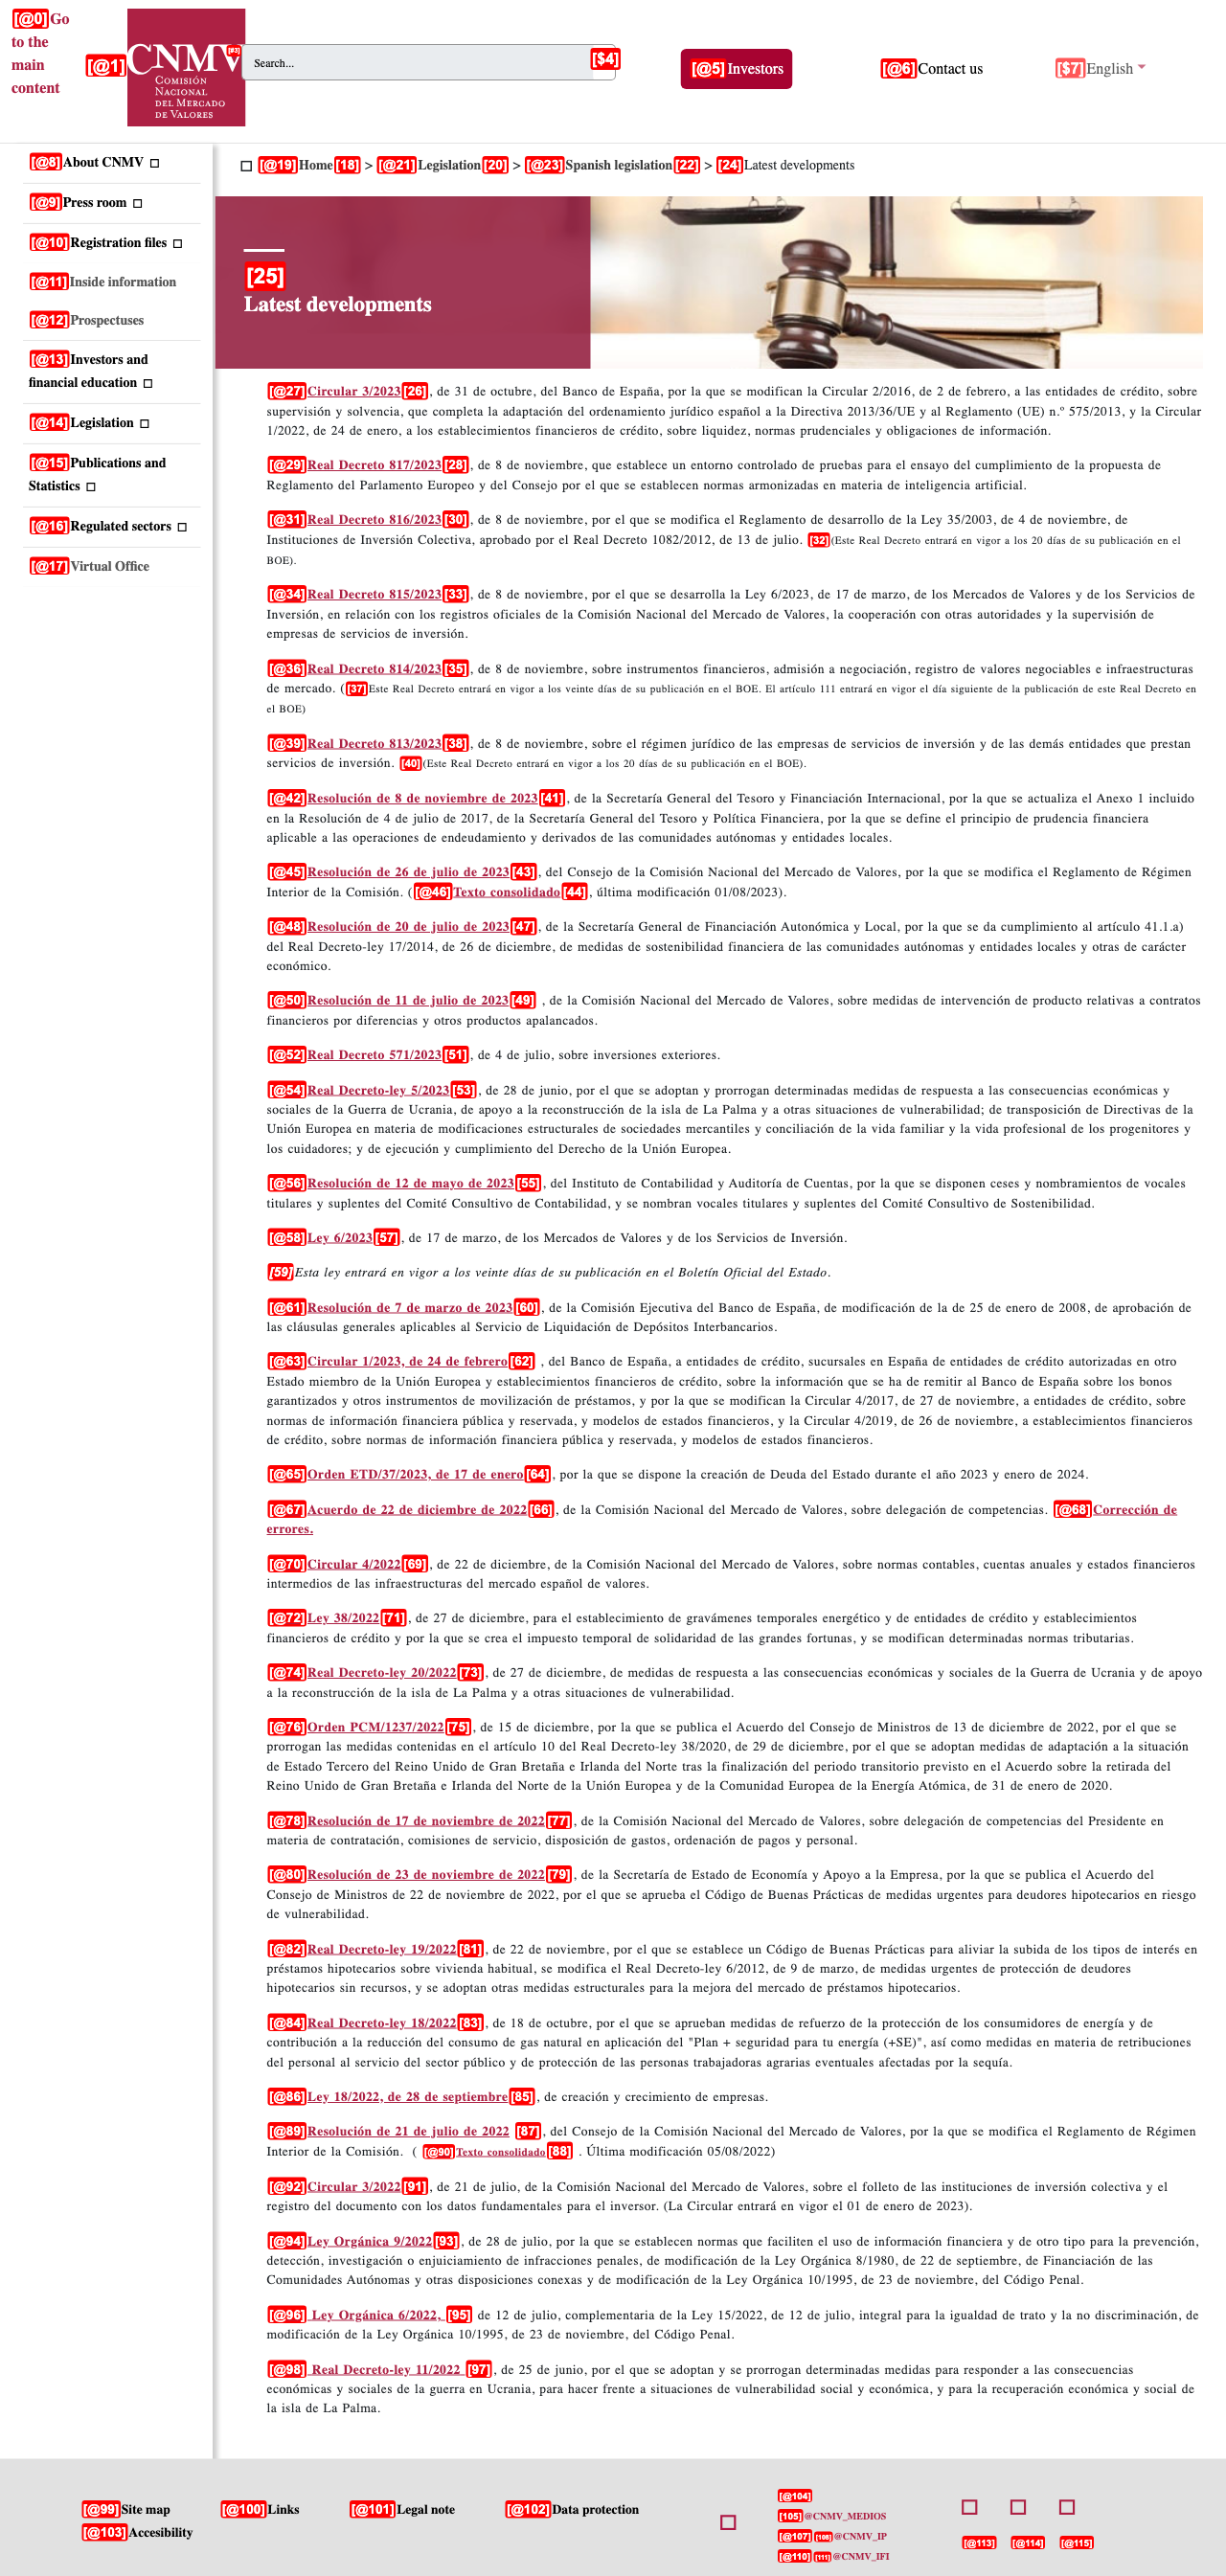 [@0]Go
to the
main
content
[@1]
CNMV
COMISIÓN
NACIONAL
DEL MERCADO
DE VALORES
[#3]
Search...
[$4]
[@5]Investors
[@6]Contact us
[$7]English
[@8]About CNMV
[@9]Press room
[@10]Registration files
[@11]Inside information
[@12]Prospectuses
[@13]Investors and
financial education
[@14]Legislation
[@15]Publications and
Statistics
[@16]Regulated sectors
[@17]Virtual Office
[@19]Home[18] > [@21]Legislation[20] > [@23]Spanish legislation[22] > [24]Latest developments
[25]
Latest developments
[@27]Circular 3/2023[26], de 31 de octubre, del Banco de España, por la que se modifican la Circular 2/2016, de 2 de febrero, a las entidades de crédito, sobre
supervisión y solvencia, que completa la adaptación del ordenamiento jurídico español a la Directiva 2013/36/UE y al Reglamento (UE) n.º 575/2013, y la Circular
1/2022, de 24 de enero, a los establecimientos financieros de crédito, sobre liquidez, normas prudenciales y obligaciones de información.
[@29]Real Decreto 817/2023[28], de 8 de noviembre, que establece un entorno controlado de pruebas para el ensayo del cumplimiento de la propuesta de
Reglamento del Parlamento Europeo y del Consejo por el que se establecen normas armonizadas en materia de inteligencia artificial.
[@31]Real Decreto 816/2023[30], de 8 de noviembre, por el que se modifica el Reglamento de desarrollo de la Ley 35/2003, de 4 de noviembre, de
Instituciones de Inversión Colectiva, aprobado por el Real Decreto 1082/2012, de 13 de julio. [32](Este Real Decreto entrará en vigor a los 20 días de su publicación en el
BOE).
[@34]Real Decreto 815/2023[33], de 8 de noviembre, por el que se desarrolla la Ley 6/2023, de 17 de marzo, de los Mercados de Valores y de los Servicios de
Inversión, en relación con los registros oficiales de la Comisión Nacional del Mercado de Valores, la cooperación con otras autoridades y la supervisión de
empresas de servicios de inversión.
[@36]Real Decreto 814/2023[35], de 8 de noviembre, sobre instrumentos financieros, admisión a negociación, registro de valores negociables e infraestructuras
de mercado. ([37]Este Real Decreto entrará en vigor a los veinte días de su publicación en el BOE. El artículo 111 entrará en vigor el día siguiente de la publicación de este Real Decreto en
el BOE)
[@39]Real Decreto 813/2023[38], de 8 de noviembre, sobre el régimen jurídico de las empresas de servicios de inversión y de las demás entidades que prestan
servicios de inversión. [40](Este Real Decreto entrará en vigor a los 20 días de su publicación en el BOE).
[@42]Resolución de 8 de noviembre de 2023[41], de la Secretaría General del Tesoro y Financiación Internacional, por la que se actualiza el Anexo 1 incluido
en la Resolución de 4 de julio de 2017, de la Secretaría General del Tesoro y Política Financiera, por la que se define el principio de prudencia financiera
aplicable a las operaciones de endeudamiento y derivados de las comunidades autónomas y entidades locales.
[@45]Resolución de 26 de julio de 2023[43], del Consejo de la Comisión Nacional del Mercado de Valores, por la que se modifica el Reglamento de Régimen
Interior de la Comisión. ([@46]Texto consolidado[44], última modificación 01/08/2023).
[@48]Resolución de 20 de julio de 2023[47], de la Secretaría General de Financiación Autonómica y Local, por la que se da cumplimiento al artículo 41.1.a)
del Real Decreto-ley 17/2014, de 26 de diciembre, de medidas de sostenibilidad financiera de las comunidades autónomas y entidades locales y otras de carácter
económico.
[@50]Resolución de 11 de julio de 2023[49] , de la Comisión Nacional del Mercado de Valores, sobre medidas de intervención de producto relativas a contratos
financieros por diferencias y otros productos apalancados.
[@52]Real Decreto 571/2023[51], de 4 de julio, sobre inversiones exteriores.
[@54]Real Decreto-ley 5/2023[53], de 28 de junio, por el que se adoptan y prorrogan determinadas medidas de respuesta a las consecuencias económicas y
sociales de la Guerra de Ucrania, de apoyo a la reconstrucción de la isla de La Palma y a otras situaciones de vulnerabilidad; de transposición de Directivas de la
Unión Europea en materia de modificaciones estructurales de sociedades mercantiles y conciliación de la vida familiar y la vida profesional de los progenitores y
los cuidadores; y de ejecución y cumplimiento del Derecho de la Unión Europea.
[@56]Resolución de 12 de mayo de 2023[55], del Instituto de Contabilidad y Auditoría de Cuentas, por la que se disponen ceses y nombramientos de vocales
titulares y suplentes del Comité Consultivo de Contabilidad, y se nombran vocales titulares y suplentes del Comité Consultivo de Sostenibilidad.
[@58]Ley 6/2023[57], de 17 de marzo, de los Mercados de Valores y de los Servicios de Inversión.
[59]Esta ley entrará en vigor a los veinte días de su publicación en el Boletín Oficial del Estado.
[@61]Resolución de 7 de marzo de 2023[60], de la Comisión Ejecutiva del Banco de España, de modificación de la de 25 de enero de 2008, de aprobación de
las cláusulas generales aplicables al Servicio de Liquidación de Depósitos Interbancarios.
[@63]Circular 1/2023, de 24 de febrero[62] , del Banco de España, a entidades de crédito, sucursales en España de entidades de crédito autorizadas en otro
Estado miembro de la Unión Europea y establecimientos financieros de crédito, sobre la información que se ha de remitir al Banco de España sobre los bonos
garantizados y otros instrumentos de movilización de préstamos, y por la que se modifican la Circular 4/2017, de 27 de noviembre, a entidades de crédito, sobre
normas de información financiera pública y reservada, y modelos de estados financieros, y la Circular 4/2019, de 26 de noviembre, a establecimientos financieros
de crédito, sobre normas de información financiera pública y reservada, y modelos de estados financieros.
[@65]Orden ETD/37/2023, de 17 de enero[64], por la que se dispone la creación de Deuda del Estado durante el año 2023 y enero de 2024.
[@67]Acuerdo de 22 de diciembre de 2022[66], de la Comisión Nacional del Mercado de Valores, sobre delegación de competencias. [@68]Corrección de
errores.
[@70]Circular 4/2022[69], de 22 de diciembre, de la Comisión Nacional del Mercado de Valores, sobre normas contables, cuentas anuales y estados financieros
intermedios de las infraestructuras del mercado español de valores.
[@72]Ley 38/2022[71], de 27 de diciembre, para el establecimiento de gravámenes temporales energético y de entidades de crédito y establecimientos
financieros de crédito y por la que se crea el impuesto temporal de solidaridad de las grandes fortunas, y se modifican determinadas normas tributarias.
[@74]Real Decreto-ley 20/2022[73], de 27 de diciembre, de medidas de respuesta a las consecuencias económicas y sociales de la Guerra de Ucrania y de apoyo
a la reconstrucción de la isla de La Palma y a otras situaciones de vulnerabilidad.
[@76]Orden PCM/1237/2022[75], de 15 de diciembre, por la que se publica el Acuerdo del Consejo de Ministros de 13 de diciembre de 2022, por el que se
prorrogan las medidas contenidas en el artículo 10 del Real Decreto-ley 38/2020, de 29 de diciembre, por el que se adoptan medidas de adaptación a la situación
de Estado Tercero del Reino Unido de Gran Bretaña e Irlanda del Norte tras la finalización del periodo transitorio previsto en el Acuerdo sobre la retirada del
Reino Unido de Gran Bretaña e Irlanda del Norte de la Unión Europea y de la Comunidad Europea de la Energía Atómica, de 31 de enero de 2020.
[@78]Resolución de 17 de noviembre de 2022[77], de la Comisión Nacional del Mercado de Valores, sobre delegación de competencias del Presidente en
materia de contratación, comisiones de servicio, disposición de gastos, ordenación de pagos y personal.
[@80]Resolución de 23 de noviembre de 2022[79], de la Secretaría de Estado de Economía y Apoyo a la Empresa, por la que se publica el Acuerdo del
Consejo de Ministros de 22 de noviembre de 2022, por el que se aprueba el Código de Buenas Prácticas de medidas urgentes para deudores hipotecarios en riesgo
de vulnerabilidad.
[@82]Real Decreto-ley 19/2022[81], de 22 de noviembre, por el que se establece un Código de Buenas Prácticas para aliviar la subida de los tipos de interés en
préstamos hipotecarios sobre vivienda habitual, se modifica el Real Decreto-ley 6/2012, de 9 de marzo, de medidas urgentes de protección de deudores
hipotecarios sin recursos, y se adoptan otras medidas estructurales para la mejora del mercado de préstamos hipotecarios.
[@84]Real Decreto-ley 18/2022[83], de 18 de octubre, por el que se aprueban medidas de refuerzo de la protección de los consumidores de energía y de
contribución a la reducción del consumo de gas natural en aplicación del "Plan + seguridad para tu energía (+SE)", así como medidas en materia de retribuciones
del personal al servicio del sector público y de protección de las personas trabajadoras agrarias eventuales afectadas por la sequía.
[@86]Ley 18/2022, de 28 de septiembre[85], de creación y crecimiento de empresas.
[@89]Resolución de 21 de julio de 2022 [87], del Consejo de la Comisión Nacional del Mercado de Valores, por la que se modifica el Reglamento de Régimen
Interior de la Comisión. ( [@90]Texto consolidado[88] . Última modificación 05/08/2022)
[@92]Circular 3/2022[91], de 21 de julio, de la Comisión Nacional del Mercado de Valores, sobre el folleto de las instituciones de inversión colectiva y el
registro del documento con los datos fundamentales para el inversor. (La Circular entrará en vigor el 01 de enero de 2023).
[@94]Ley Orgánica 9/2022[93], de 28 de julio, por la que se establecen normas que faciliten el uso de información financiera y de otro tipo para la prevención,
detección, investigación o enjuiciamiento de infracciones penales, de modificación de la Ley Orgánica 8/1980, de 22 de septiembre, de Financiación de las
Comunidades Autónomas y otras disposiciones conexas y de modificación de la Ley Orgánica 10/1995, de 23 de noviembre, del Código Penal.
[@96] Ley Orgánica 6/2022, [95] de 12 de julio, complementaria de la Ley 15/2022, de 12 de julio, integral para la igualdad de trato y la no discriminación, de
modificación de la Ley Orgánica 10/1995, de 23 de noviembre, del Código Penal.
[@98] Real Decreto-ley 11/2022 [97], de 25 de junio, por el que se adoptan y se prorrogan determinadas medidas para responder a las consecuencias
económicas y sociales de la guerra en Ucrania, para hacer frente a situaciones de vulnerabilidad social y económica, y para la recuperación económica y social de
la isla de La Palma.
[@99]Site map
[@100]Links
[@101]Legal note
[@102]Data protection
[@103]Accesibility
[@104]
[105]@CNMV_MEDIOS
[@107][108]@CNMV_IP
[@110][111]@CNMV_IFI
[@113]
[@114]
[@115]